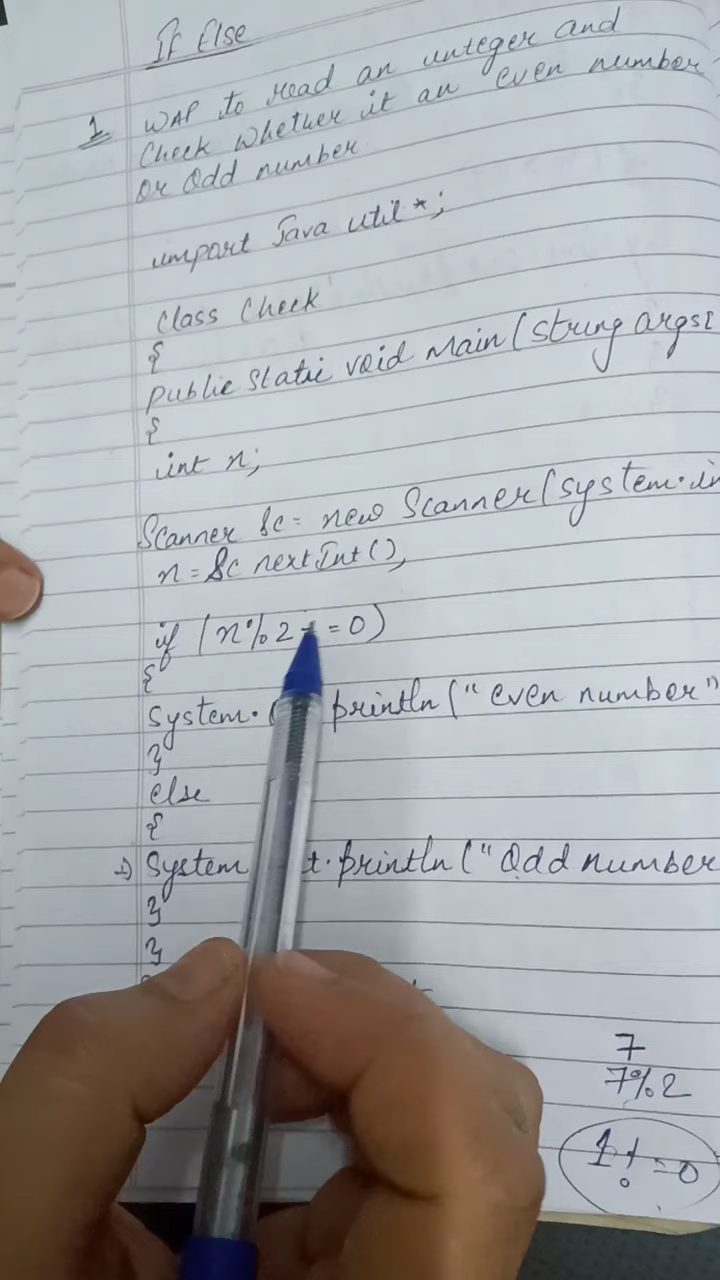 If Else
1 WAP to read an integer and
Check whether it an even number
Or Odd number
import Java util *;
Class Check
{
public Static void Main (String args[
{
int n;
Scanner Sc = new Scanner (system.in
n = Sc nextInt (),
if (n%2 = = 0)
{
System. println (" even number"
}
else
{
System t. println (" Odd number
}
}
7
7%2
1 != 0